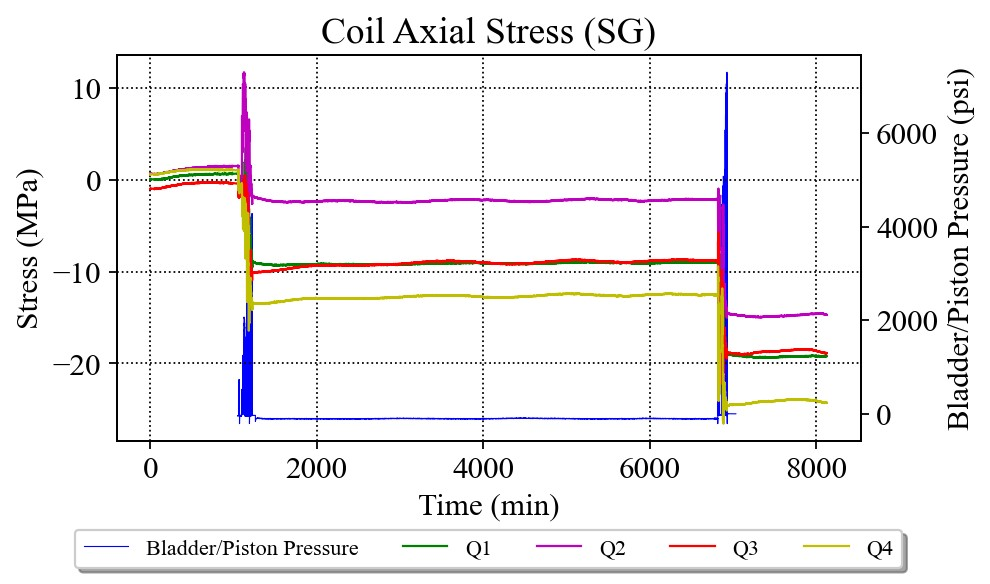 Coil Axial Stress (SG)
10
0
−10
−20
Stress (MPa)
6000
4000
2000
0
Bladder/Piston Pressure (psi)
0 2000 4000 6000 8000
Time (min)
Bladder/Piston Pressure Q1 Q2 Q3 Q4